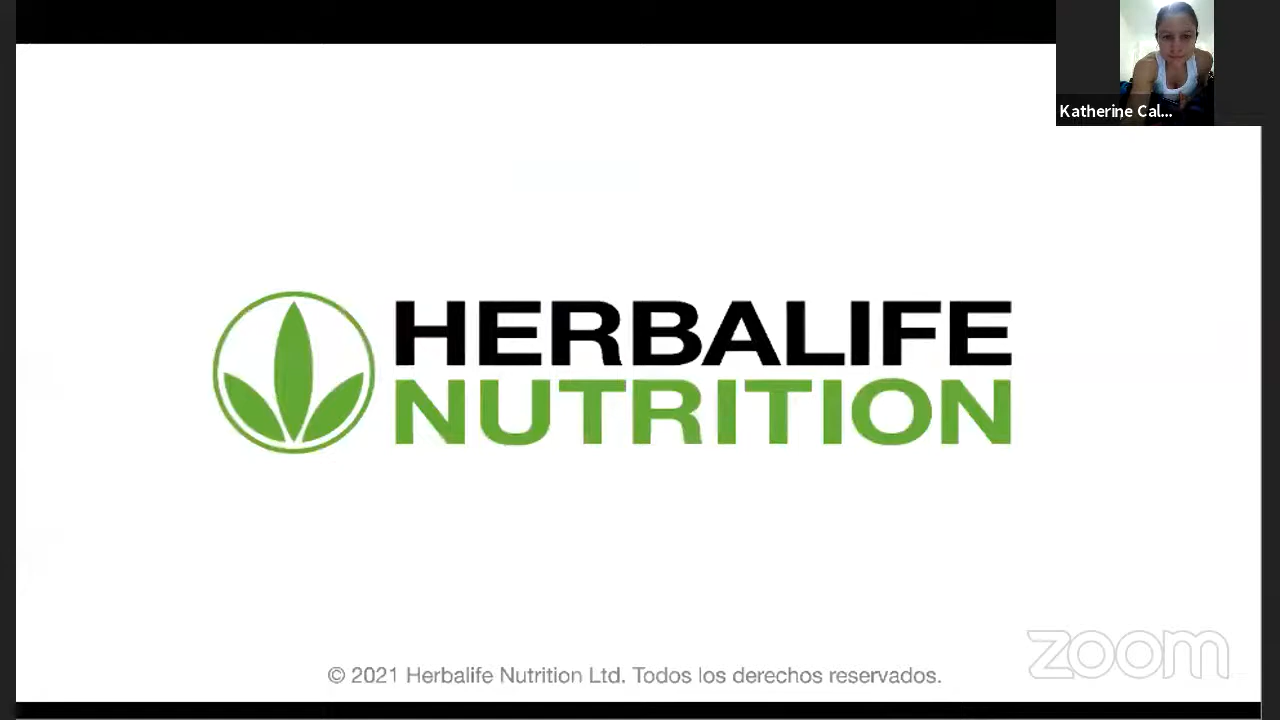 Katherine Cal...
HERBALIFE
NUTRITION
zoom
© 2021 Herbalife Nutrition Ltd. Todos los derechos reservados.